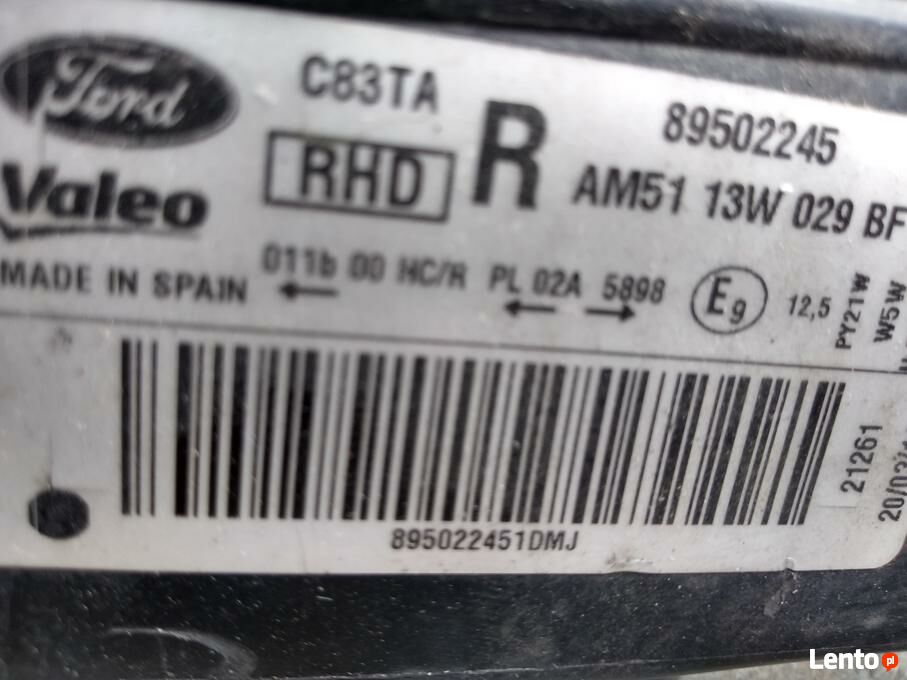 Ford
Valeo
MADE IN SPAIN
C83TA
RHD
R
89502245
AM51 13W 029 BF
011b 00 HC/R PL 02A 5898
E9
12,5
PY21W
W5W
895022451DMJ
21261
Lento pl